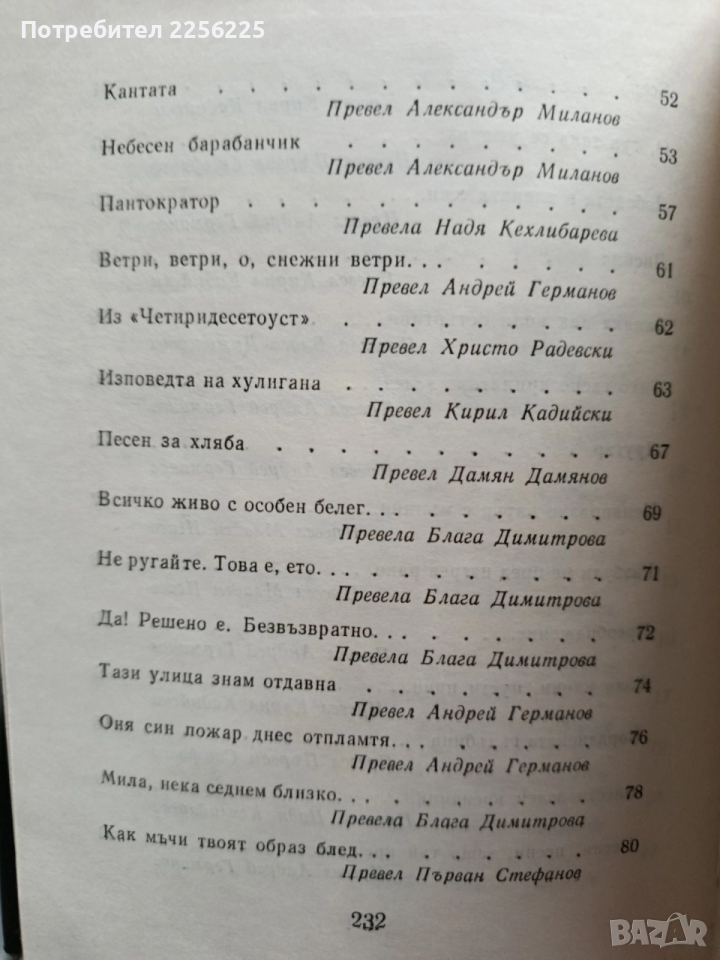 Потребител 2256225
Кантата . . . . . . . . . . . . . 52
Превел Александър Миланов
Небесен барабанчик . . . . . . . . . 53
Превел Александър Миланов
Пантократор . . . . . . . . . . . 57
Превела Надя Кехлибарева
Ветри, ветри, о, снежни ветри. . . . . . . 61
Превел Андрей Германов
Из «Четиридесетоуст» . . . . . . . . . 62
Превел Христо Радевски
Изповедта на хулигана . . . . . . . . 63
Превел Кирил Кадийски
Песен за хляба . . . . . . . . . . 67
Превел Дамян Дамянов
Всичко живо с особен белег. . . . . . . . 69
Превела Блага Димитрова
Не ругайте. Това е, ето. . . . . . . . . 71
Превела Блага Димитрова
Да! Решено е. Безвъзвратно. . . . . . . . 72
Превела Блага Димитрова
Тази улица знам отдавна . . . . . . . 74
Превел Андрей Германов
Оня син пожар днес отпламтя. . . . . . . 76
Превел Андрей Германов
Мила, нека седнем близко. . . . . . . . 78
Превела Блага Димитрова
Как мъчи твоят образ блед. . . . . . . . 80
Превел Първан Стефанов
232
BAZAR